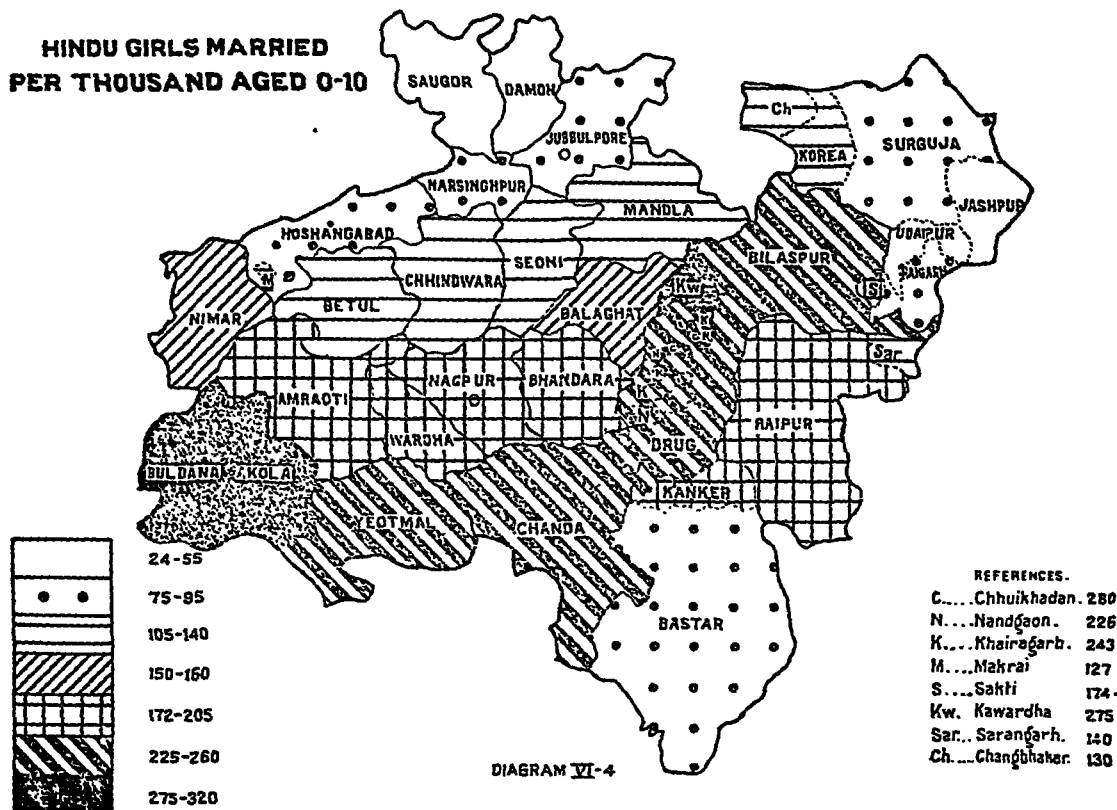 HINDU GIRLS MARRIED
PER THOUSAND AGED 0-10
SAUGOR
DAMOH
JUBBULPORE
Ch
KOREA
SURGUJA
NARSINGHPUR
MANDLA
JASHPUR
HOSHANGABAD
UDAIPUR
SEONI
BILASPUR
CHHINDWARA
RAIGARH
M
Kw
S
BETUL
NIMAR
BALAGHAT
K
C
Sar
NAGPUR
BHANDARA
K
AMRAOTI
N
RAIPUR
WARDHA
DRUG
BULDANA
AKOLA
KANKER
YEOTMAL
CHANDA
BASTAR
24-55
75-95
105-140
150-160
172-205
225-260
275-320
REFERENCES.
C....Chhuikhadan. 280
N....Nandgaon. 226
K....Khairagarh. 243
M....Makrai 127
S....Sakti 174.
Kw. Kawardha 275
Sar... Sarangarh. 140
Ch....Changbhaker. 130
DIAGRAM VI-4